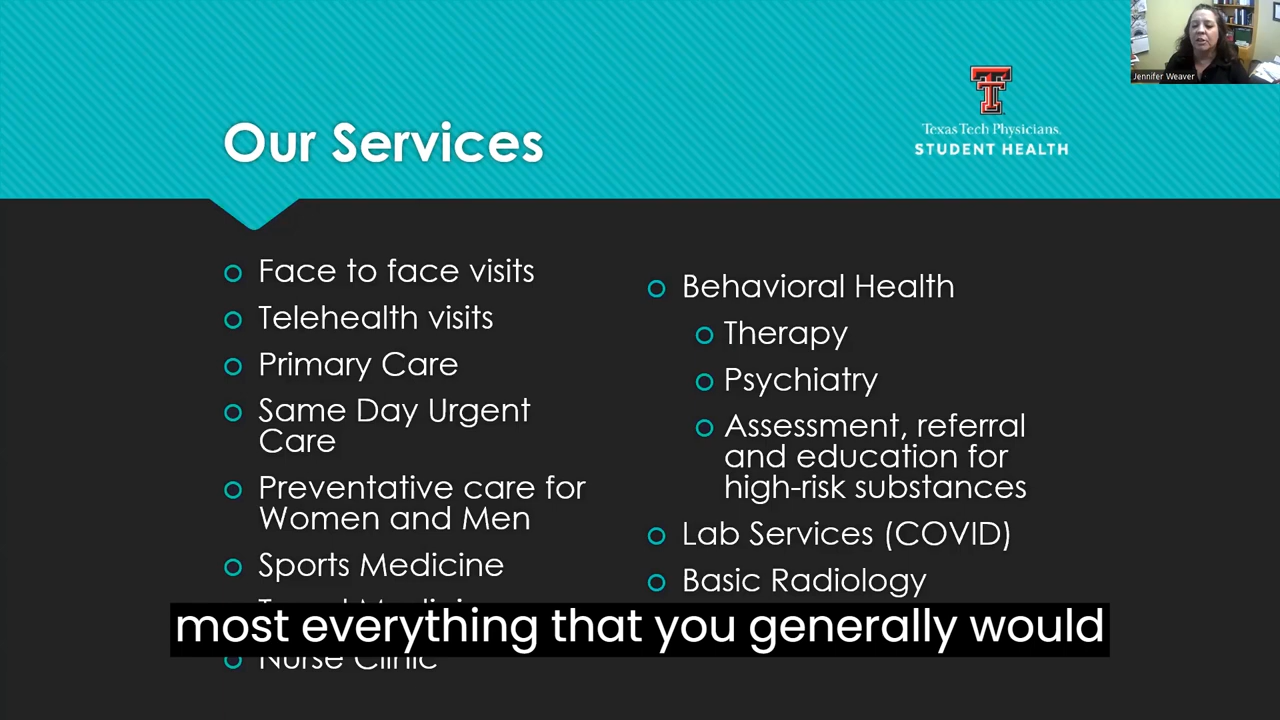 Jennifer Weaver
Our Services
Texas Tech Physicians.
STUDENT HEALTH
Face to face visits
Telehealth visits
Primary Care
Same Day Urgent
Care
Preventative care for
Women and Men
Sports Medicine
Nurse Clinic
Behavioral Health
Therapy
Psychiatry
Assessment, referral
and education for
high-risk substances
Lab Services (COVID)
Basic Radiology
most everything that you generally would